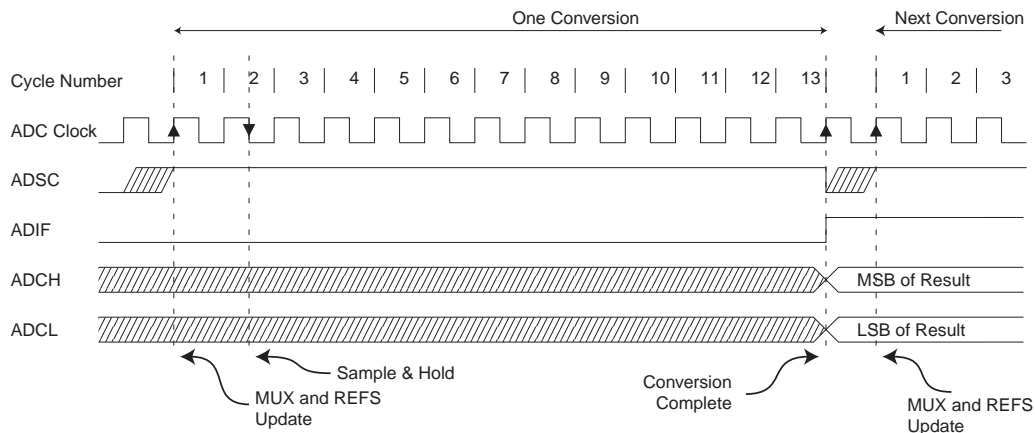 One Conversion Next Conversion
Cycle Number 1 2 3 4 5 6 7 8 9 10 11 12 13 1 2 3
ADC Clock
ADSC
ADIF
ADCH MSB of Result
ADCL LSB of Result
Sample & Hold
MUX and REFS
Update
Conversion
Complete
MUX and REFS
Update